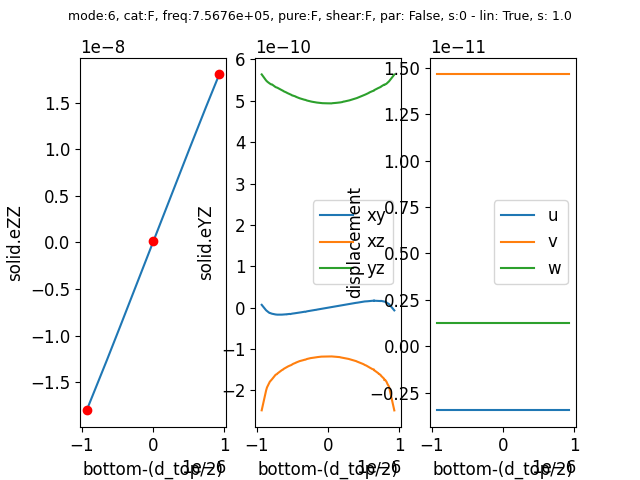 mode:6, cat:F, freq:7.5676e+05, pure:F, shear:F, par: False, s:0 - lin: True, s: 1.0
1e−8
1e−10
1e−11
solid.eZZ
1.5
1.0
0.5
0.0
−0.5
−1.0
−1.5
−1
0
1
1e−6
bottom-(d_top/2)
solid.eYZ
6
5
4
3
2
1
0
−1
−2
xy
xz
yz
−1
0
1
1e−6
bottom-(d_top/2)
displacement
1.50
1.25
1.00
0.75
0.50
0.25
0.00
−0.25
u
v
w
−1
0
1
1e−6
bottom-(d_top/2)